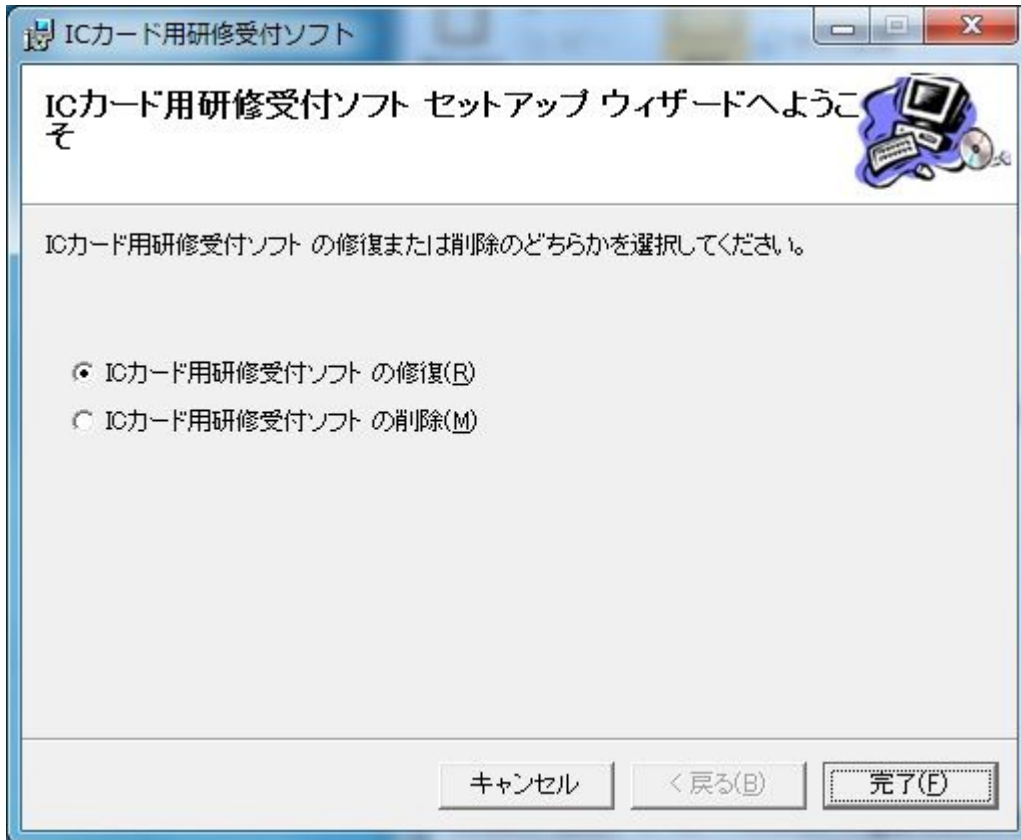 ICカード用研修受付ソフト
ICカード用研修受付ソフト セットアップ ウィザードへようこ
そ
ICカード用研修受付ソフト の修復または削除のどちらかを選択してください。
ICカード用研修受付ソフト の修復(R)
ICカード用研修受付ソフト の削除(M)
キャンセル
< 戻る(B)
完了(F)